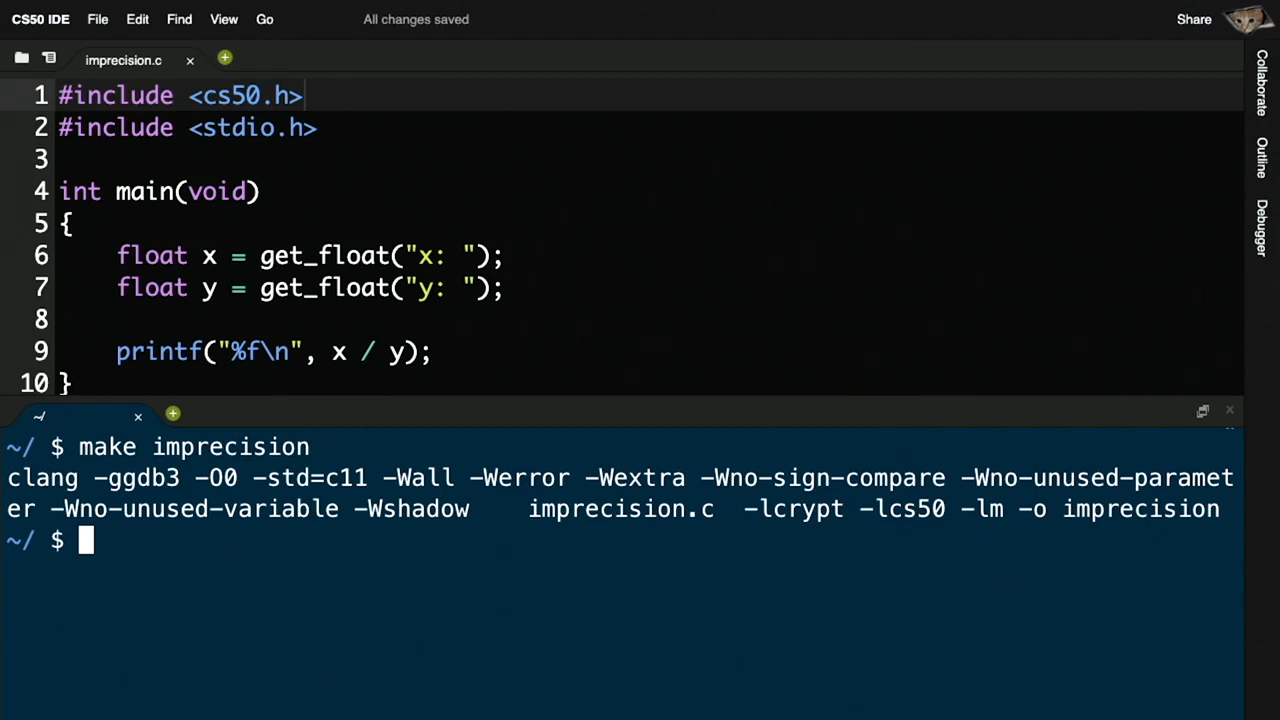 CS50 IDE File Edit Find View Go All changes saved Share
imprecision.c
1 #include <cs50.h>
2 #include <stdio.h>
3
4 int main(void)
5 {
6     float x = get_float("x: ");
7     float y = get_float("y: ");
8
9     printf("%f\n", x / y);
10 }
~/
~/ $ make imprecision
clang -ggdb3 -O0 -std=c11 -Wall -Werror -Wextra -Wno-sign-compare -Wno-unused-paramet
er -Wno-unused-variable -Wshadow    imprecision.c  -lcrypt -lcs50 -lm -o imprecision
~/ $
Collaborate
Outline
Debugger